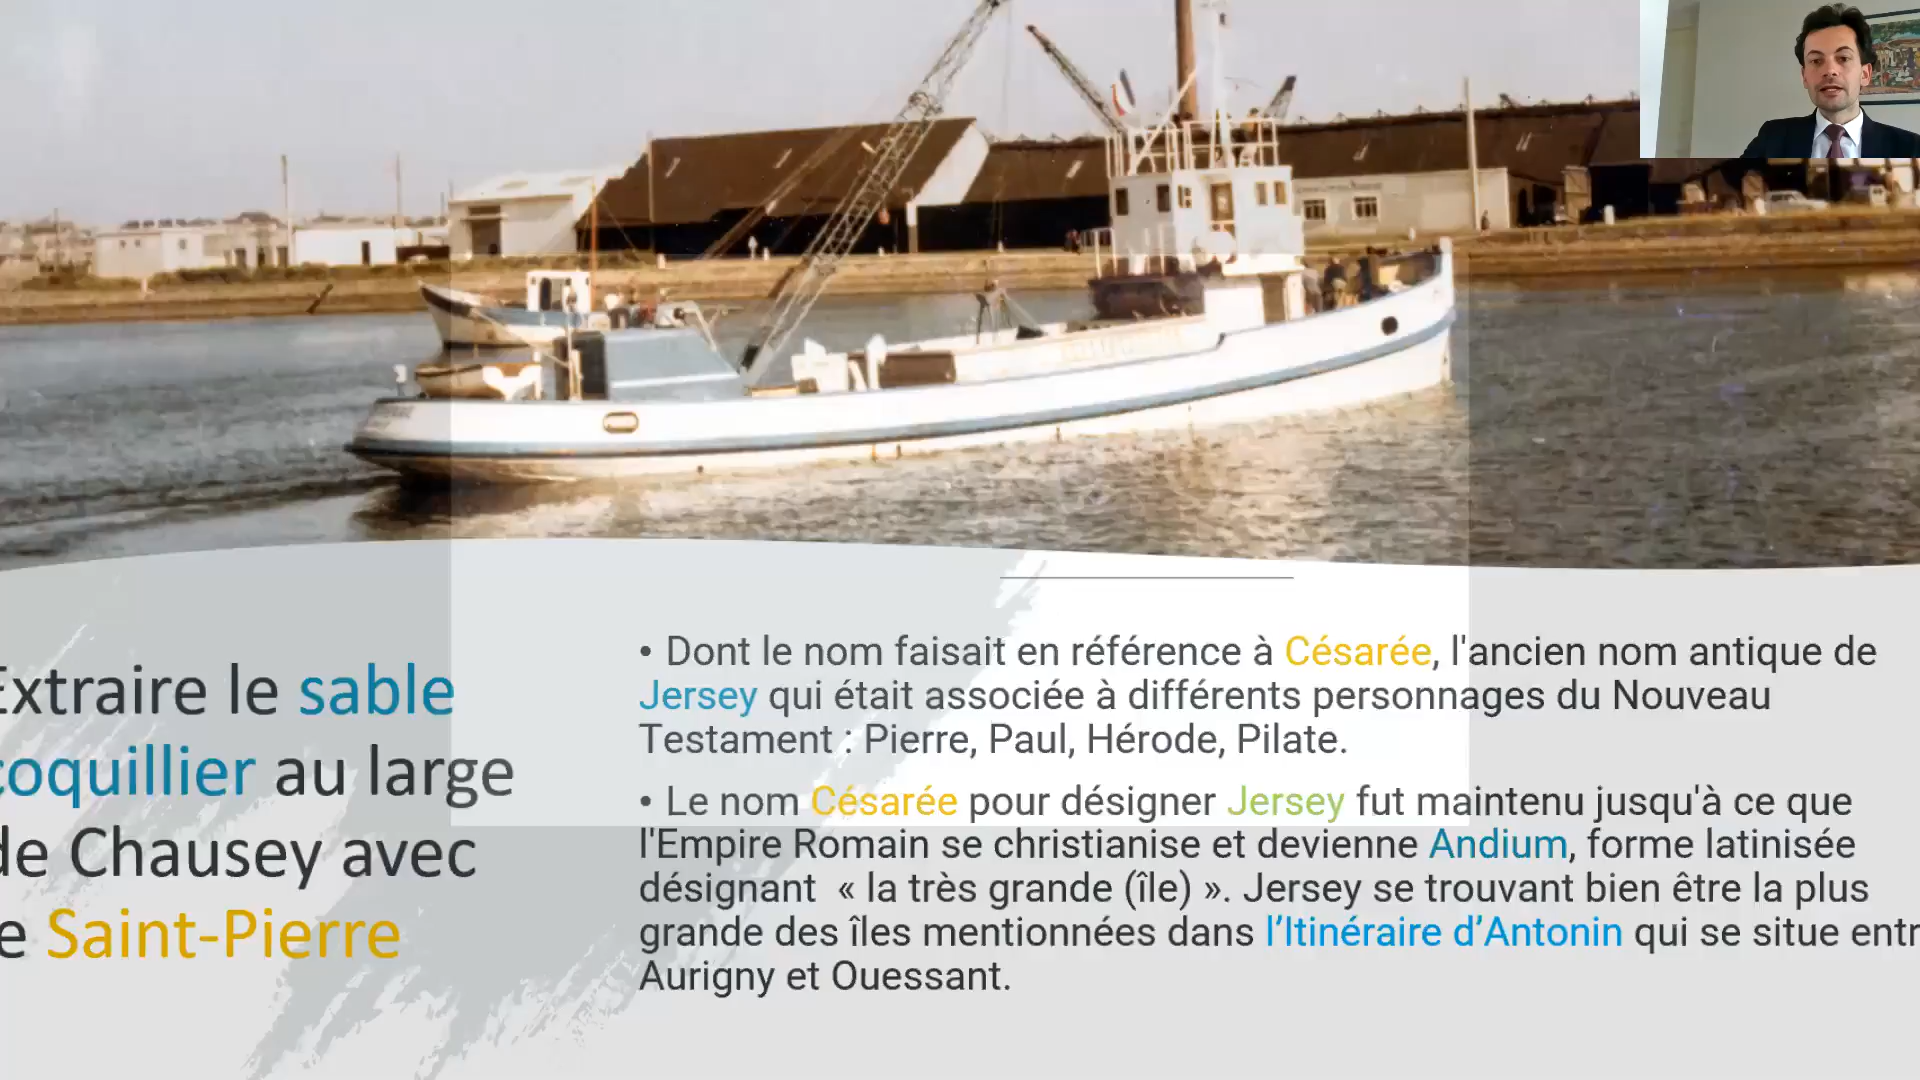 Extraire le sable
coquillier au large
de Chausey avec
e Saint-Pierre
• Dont le nom faisait en référence à Césarée, l'ancien nom antique de
Jersey qui était associée à différents personnages du Nouveau
Testament : Pierre, Paul, Hérode, Pilate.
• Le nom Césarée pour désigner Jersey fut maintenu jusqu'à ce que
l'Empire Romain se christianise et devienne Andium, forme latinisée
désignant « la très grande (île) ». Jersey se trouvant bien être la plus
grande des îles mentionnées dans l’Itinéraire d’Antonin qui se situe entr
Aurigny et Ouessant.